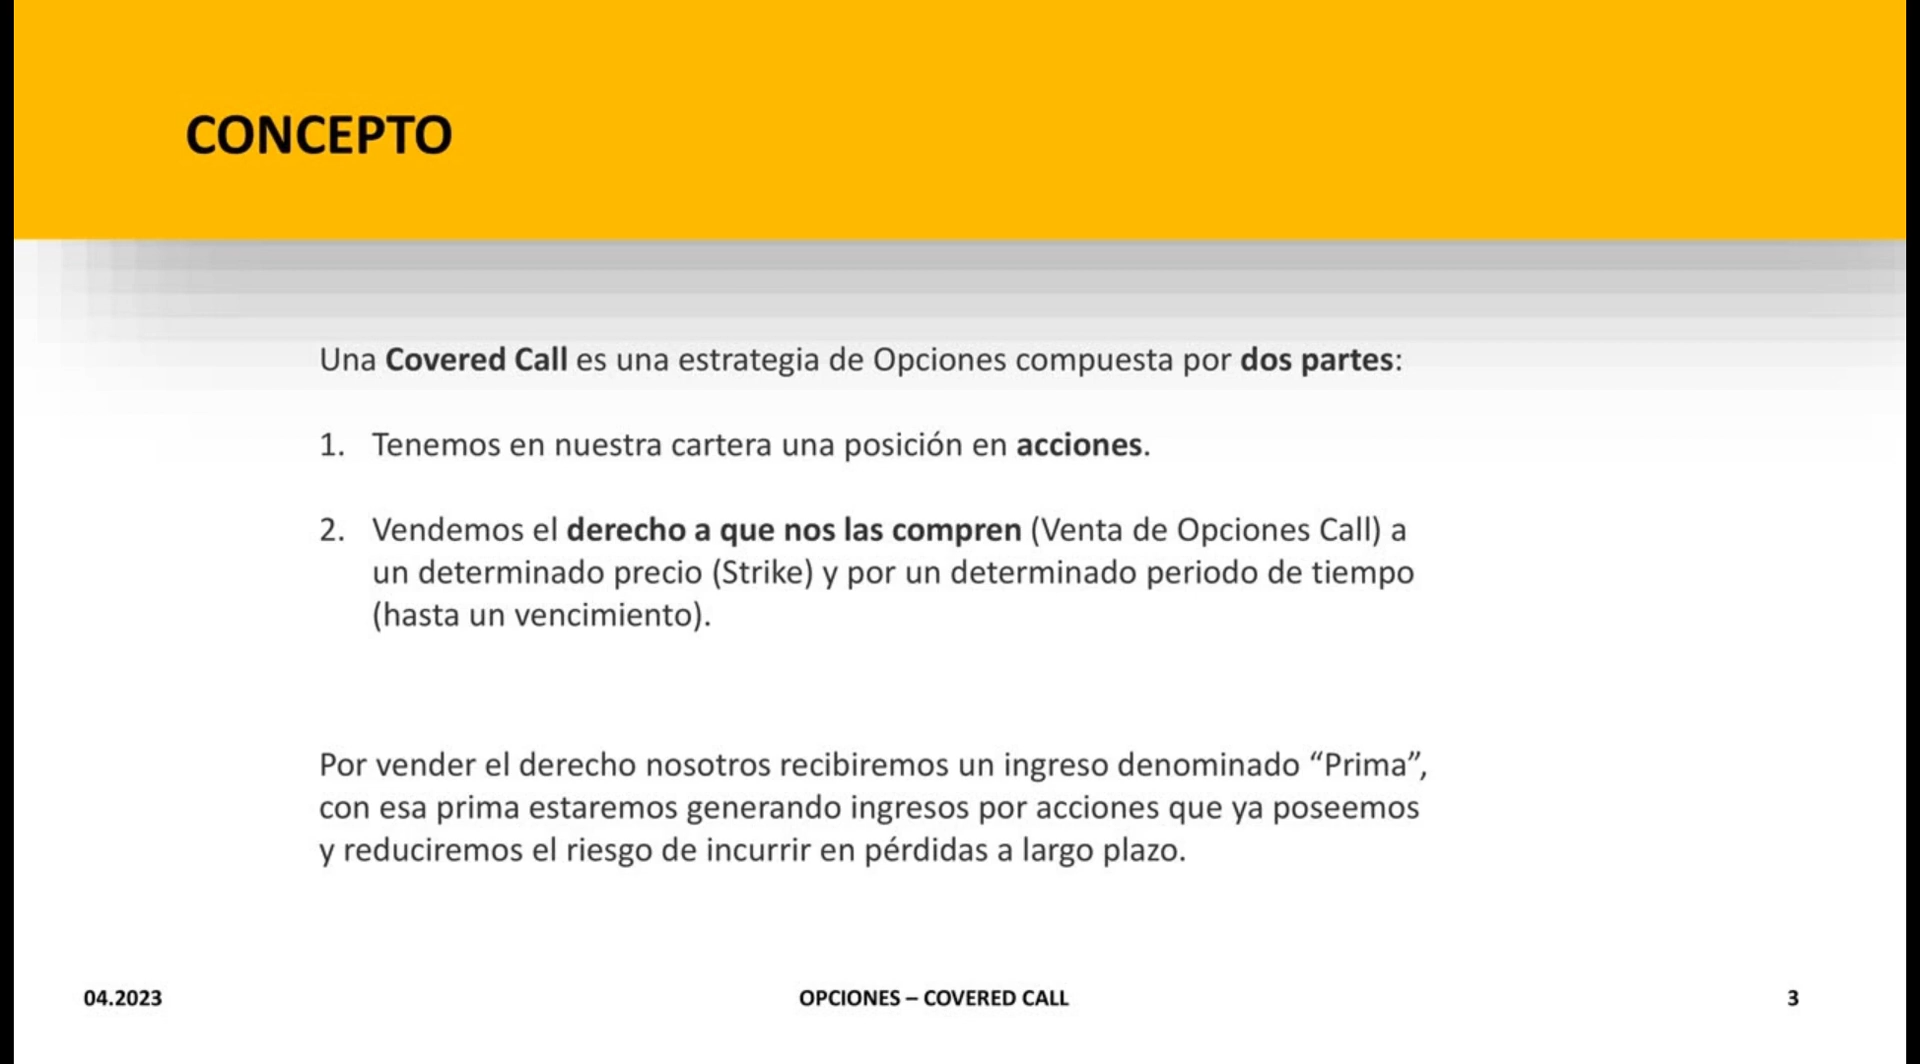 CONCEPTO
Una Covered Call es una estrategia de Opciones compuesta por dos partes:
1. Tenemos en nuestra cartera una posición en acciones.
2. Vendemos el derecho a que nos las compren (Venta de Opciones Call) a
un determinado precio (Strike) y por un determinado periodo de tiempo
(hasta un vencimiento).
Por vender el derecho nosotros recibiremos un ingreso denominado “Prima”,
con esa prima estaremos generando ingresos por acciones que ya poseemos
y reduciremos el riesgo de incurrir en pérdidas a largo plazo.
04.2023 OPCIONES – COVERED CALL 3